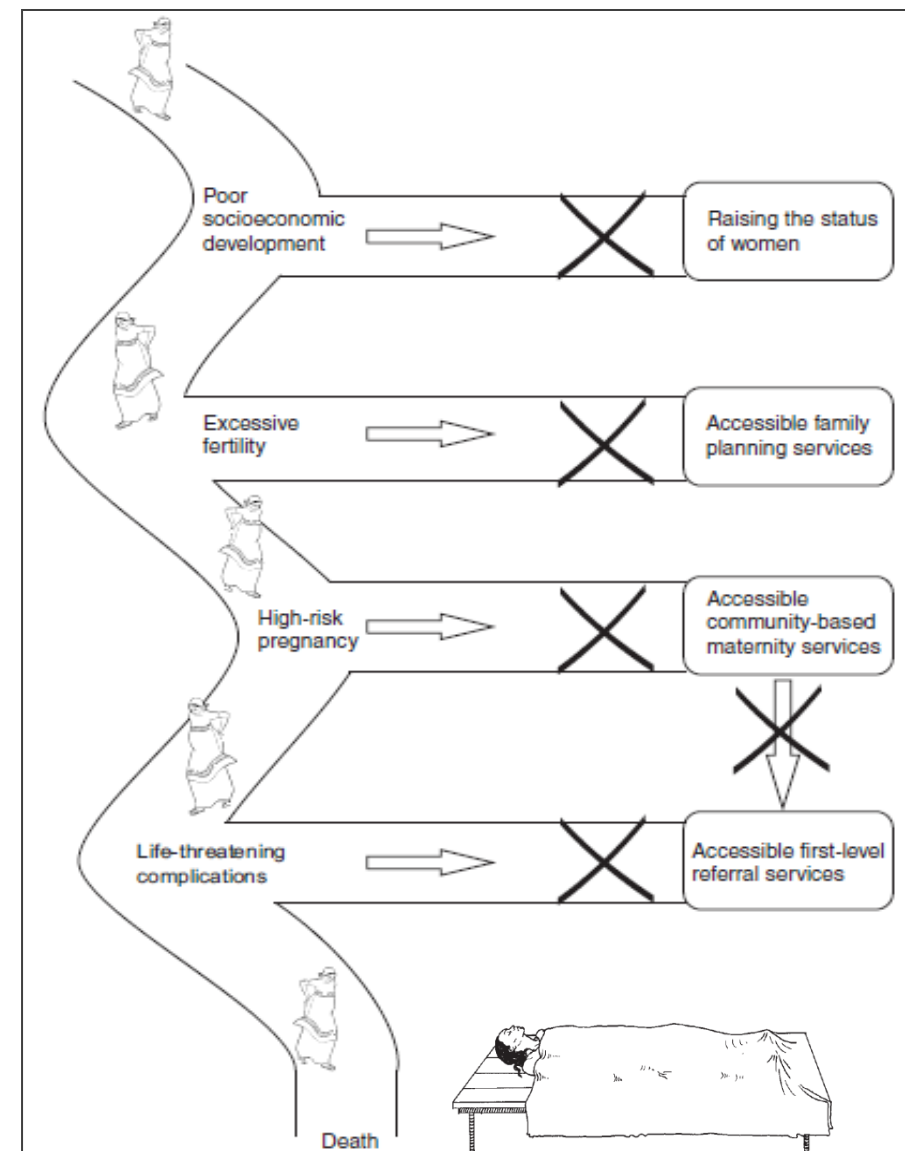 Poor
socioeconomic
development
Raising the status
of women
Excessive
fertility
Accessible family
planning services
High-risk
pregnancy
Accessible
community-based
maternity services
Life-threatening
complications
Accessible first-level
referral services
Death